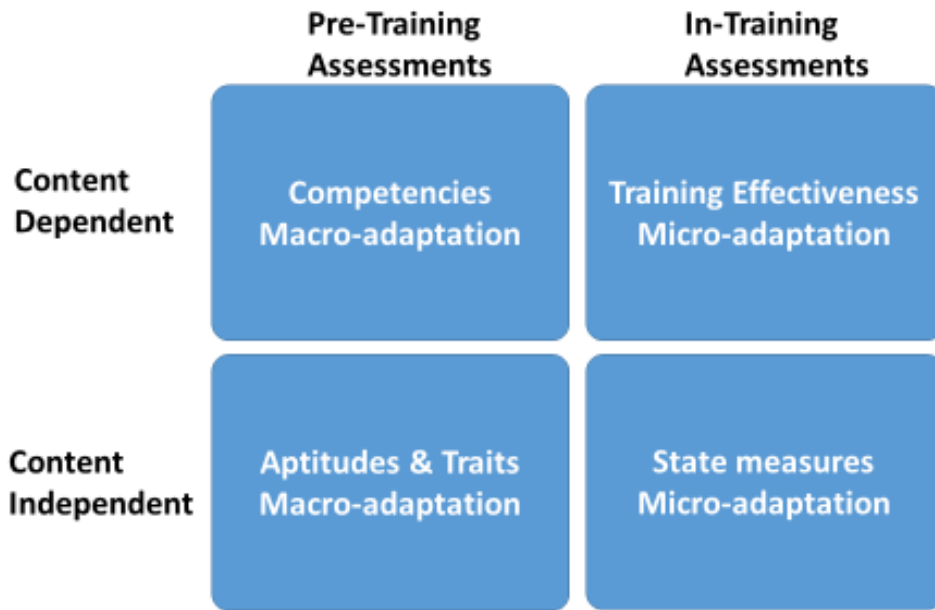 Pre-Training
Assessments
In-Training
Assessments
Content
Dependent
Competencies
Macro-adaptation
Training Effectiveness
Micro-adaptation
Content
Independent
Aptitudes & Traits
Macro-adaptation
State measures
Micro-adaptation